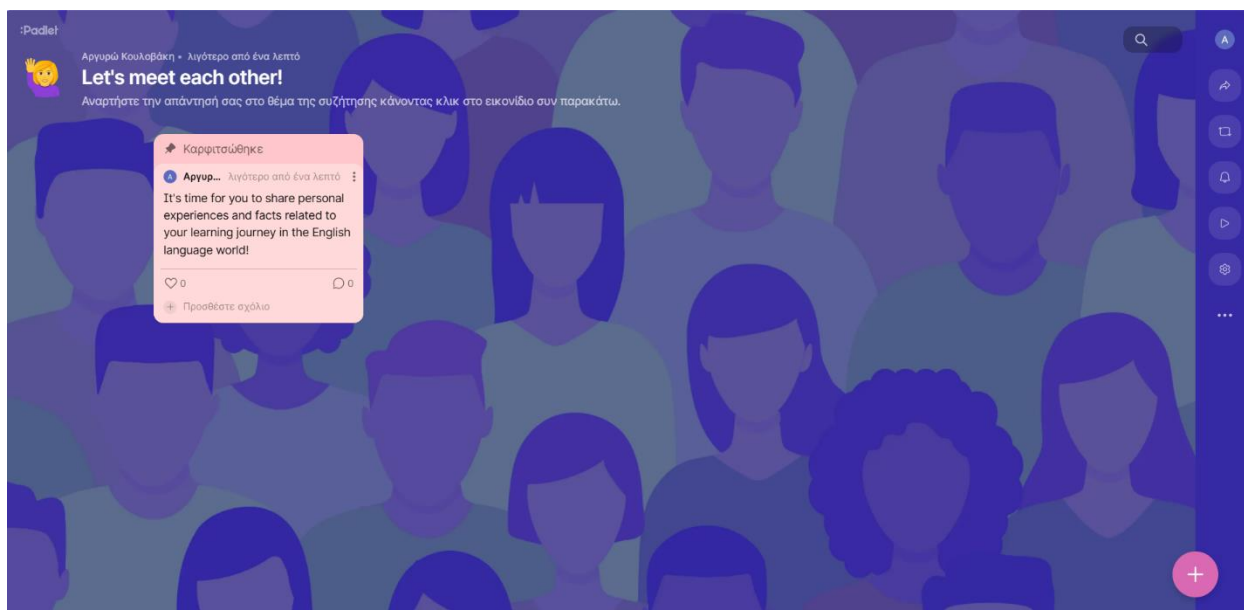 :Padlet
Αργυρώ Κουλοβάκη • λιγότερο από ένα λεπτό
Let's meet each other!
Αναρτήστε την απάντησή σας στο θέμα της συζήτησης κάνοντας κλικ στο εικονίδιο συν παρακάτω.
Καρφιτσώθηκε
A Αργυρ... λιγότερο από ένα λεπτό
It's time for you to share personal
experiences and facts related to
your learning journey in the English
language world!
0 0
Προσθέστε σχόλιο
A